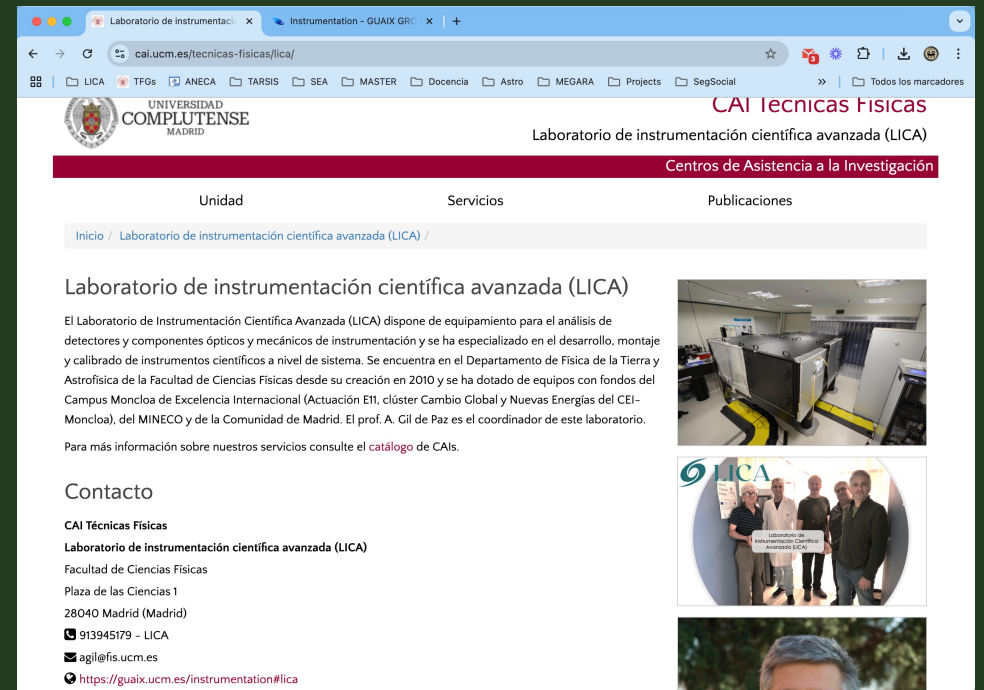 Laboratorio de instrumentaci
Instrumentation - GUAIX GRO
cai.ucm.es/tecnicas-fisicas/lica/
3
LICA TFGs ANECA TARSIS SEA MASTER Docencia Astro MEGARA Projects SegSocial » Todos los marcadores
UNIVERSIDAD
COMPLUTENSE
MADRID
CAI Técnicas Físicas
Laboratorio de instrumentación científica avanzada (LICA)
Centros de Asistencia a la Investigación
Unidad Servicios Publicaciones
Inicio / Laboratorio de instrumentación científica avanzada (LICA) /
Laboratorio de instrumentación científica avanzada (LICA)
El Laboratorio de Instrumentación Científica Avanzada (LICA) dispone de equipamiento para el análisis de
detectores y componentes ópticos y mecánicos de instrumentación y se ha especializado en el desarrollo, montaje
y calibrado de instrumentos científicos a nivel de sistema. Se encuentra en el Departamento de Física de la Tierra y
Astrofísica de la Facultad de Ciencias Físicas desde su creación en 2010 y se ha dotado de equipos con fondos del
Campus Moncloa de Excelencia Internacional (Actuación E11, clúster Cambio Global y Nuevas Energías del CEI-
Moncloa), del MINECO y de la Comunidad de Madrid. El prof. A. Gil de Paz es el coordinador de este laboratorio.
Para más información sobre nuestros servicios consulte el catálogo de CAIs.
Contacto
CAI Técnicas Físicas
Laboratorio de instrumentación científica avanzada (LICA)
Facultad de Ciencias Físicas
Plaza de las Ciencias 1
28040 Madrid (Madrid)
913945179 - LICA
agil@fis.ucm.es
https://guaix.ucm.es/instrumentation#lica
LICA
Laboratorio de
Instrumentación Científica
Avanzada (LICA)